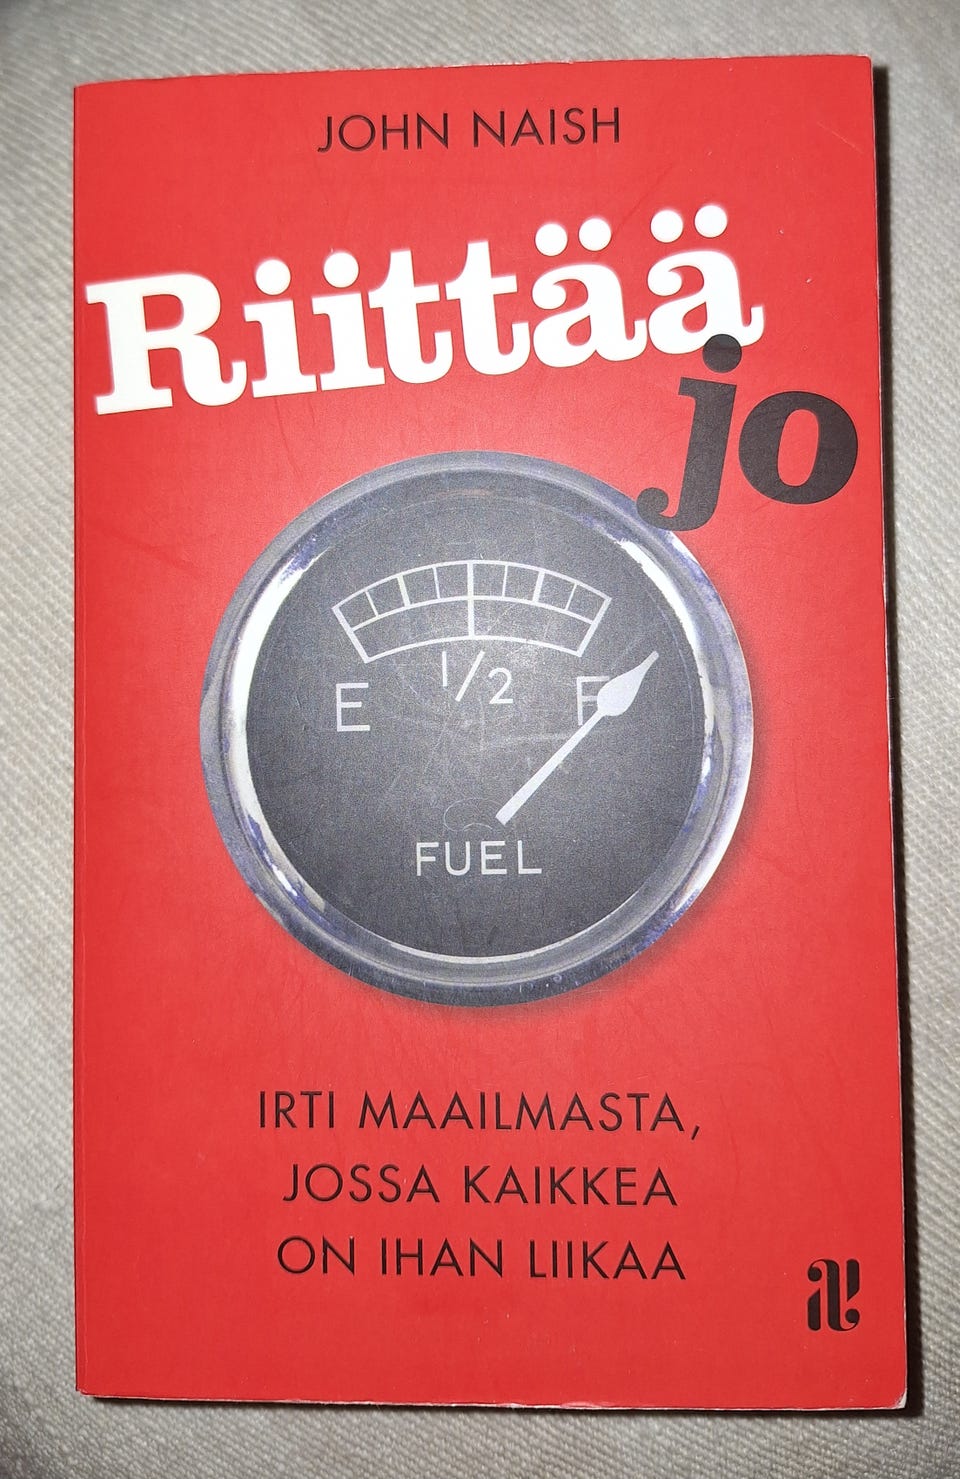 JOHN NAISH
Riittää
jo
E 1/2 F
FUEL
IRTI MAAILMASTA,
JOSSA KAIKKEA
ON IHAN LIIKAA